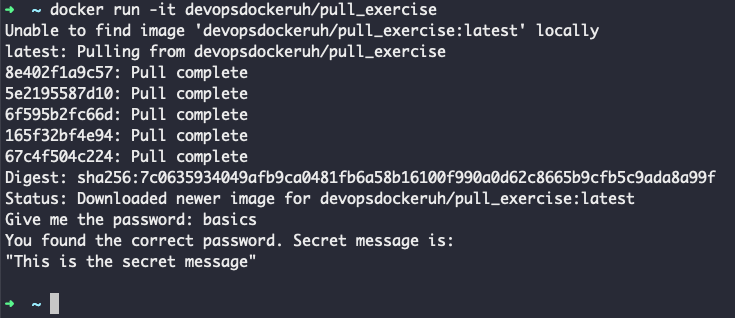 ➜  ~ docker run -it devopsdockeruh/pull_exercise
Unable to find image 'devopsdockeruh/pull_exercise:latest' locally
latest: Pulling from devopsdockeruh/pull_exercise
8e402f1a9c57: Pull complete
5e2195587d10: Pull complete
6f595b2fc66d: Pull complete
165f32bf4e94: Pull complete
67c4f504c224: Pull complete
Digest: sha256:7c0635934049afb9ca0481fb6a58b16100f990a0d62c8665b9cfb5c9ada8a99f
Status: Downloaded newer image for devopsdockeruh/pull_exercise:latest
Give me the password: basics
You found the correct password. Secret message is:
"This is the secret message"
➜  ~